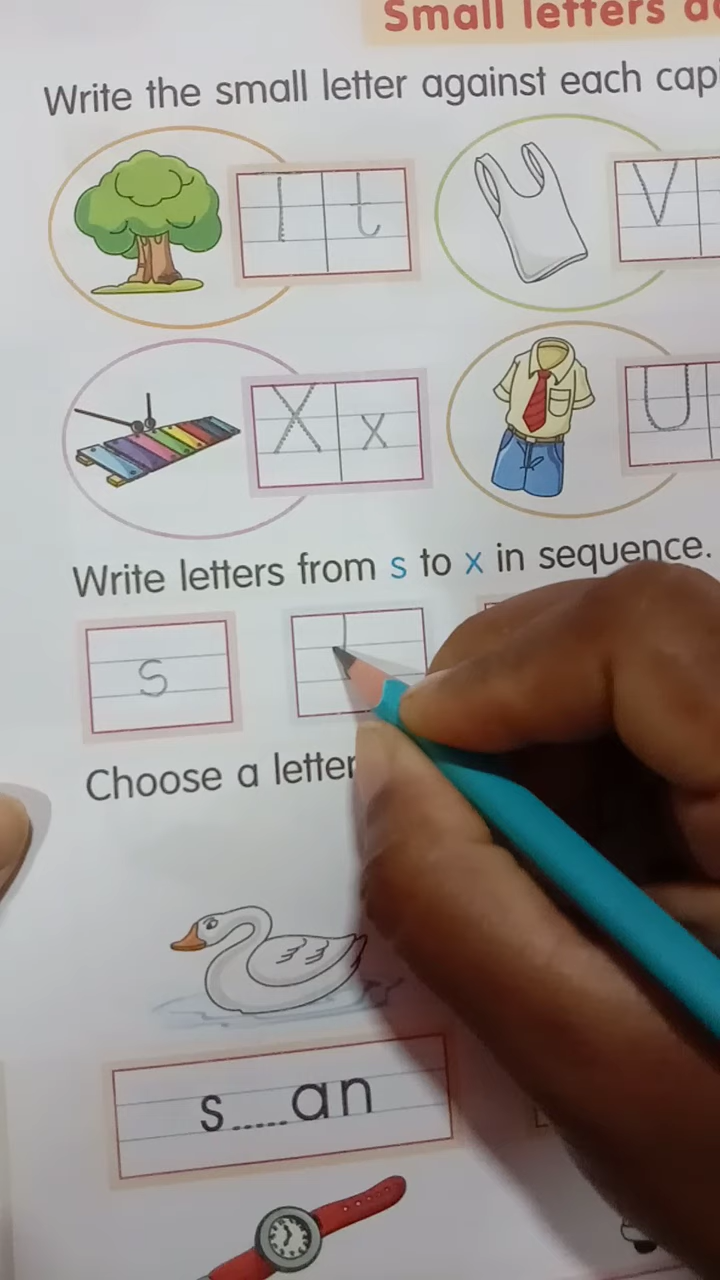 Small letters a
Write the small letter against each cap
T t V
X x U
Write letters from s to x in sequence.
s t
Choose a letter
s.....an